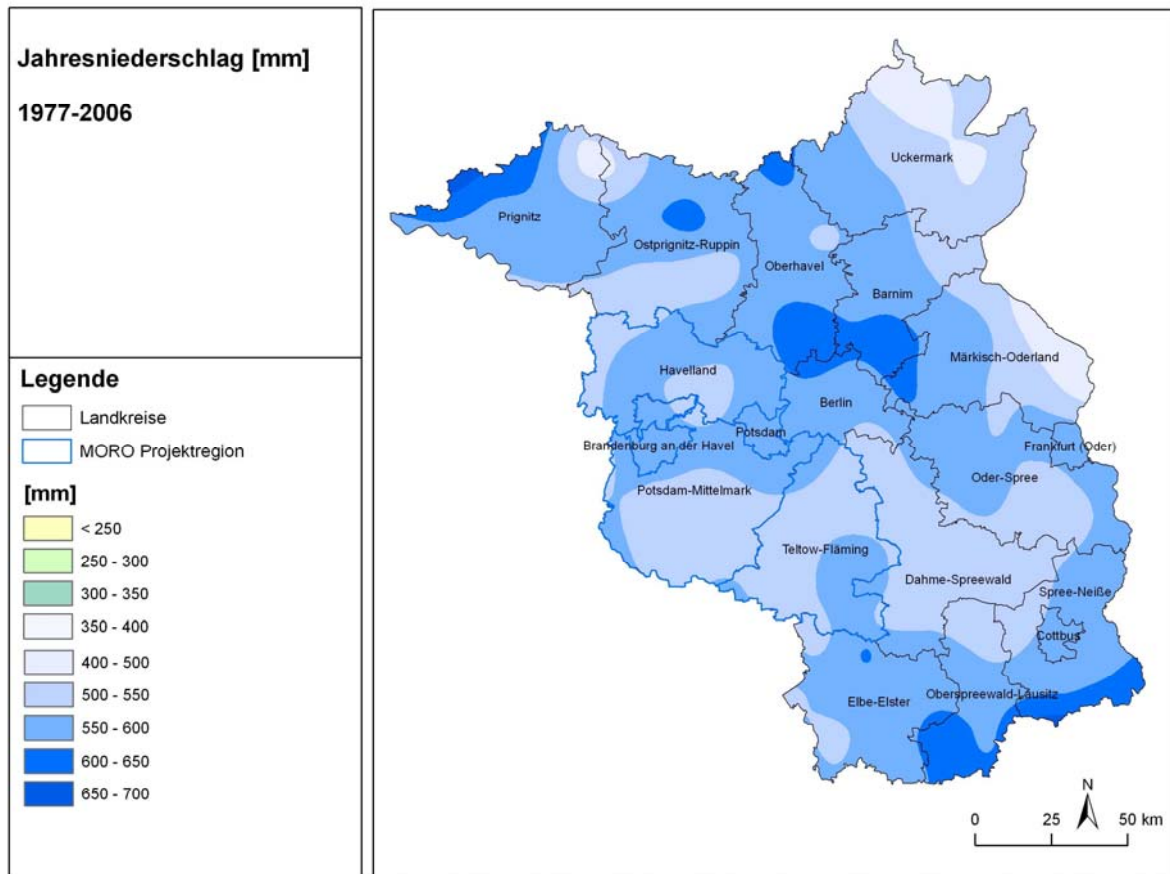 Jahresniederschlag [mm]
1977-2006
Legende
Landkreise
MORO Projektregion
[mm]
< 250
250 - 300
300 - 350
350 - 400
400 - 500
500 - 550
550 - 600
600 - 650
650 - 700
Uckermark
Prignitz
Ostprignitz-Ruppin
Oberhavel
Barnim
Märkisch-Oderland
Havelland
Berlin
Potsdam
Brandenburg an der Havel
Frankfurt (Oder)
Oder-Spree
Potsdam-Mittelmark
Teltow-Fläming
Dahme-Spreewald
Spree-Neiße
Cottbus
Elbe-Elster
Oberspreewald-Lausitz
N
0 25 50 km